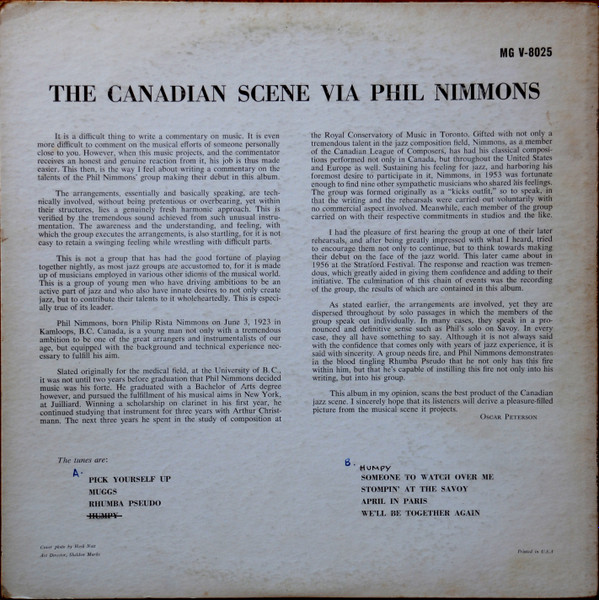 MG V-8025
THE CANADIAN SCENE VIA PHIL NIMMONS
It is a difficult thing to write a commentary on music. It is even
more difficult to comment on the musical efforts of someone personally
close to you. However, when this music projects, and the commentator
receives an honest and genuine reaction from it, his job is thus made
easier. This then, is the way I feel about writing a commentary on the
talents of the Phil Nimmons' group making their debut in this album.
The arrangements, essentially and basically speaking, are tech-
nically involved, without being pretentious or overbearing, yet within
their structures, lies a genuinely fresh harmonic approach. This is
verified by the tremendous sound achieved from such unusual instru-
mentation. The awareness and the understanding, and feeling, with
which the group executes the arrangements, is also startling, for it is not
easy to retain a swinging feeling while wrestling with difficult parts.
This is not a group that has had the good fortune of playing
together nightly, as most jazz groups are accustomed to, for it is made
up of musicians employed in various other idioms of the musical world.
This is a group of young men who have driving ambitions to be an
active part of jazz and who also have innate desires to not only create
jazz, but to contribute their talents to it wholeheartedly. This is especi-
ally true of its leader.
Phil Nimmons, born Philip Rista Nimmons on June 3, 1923 in
Kamloops, B.C. Canada, is a young man not only with a tremendous
ambition to be one of the great arrangers and instrumentalists of our
age, but equipped with the background and technical experience nec-
essary to fulfill his aim.
Slated originally for the medical field, at the University of B. C.,
it was not until two years before graduation that Phil Nimmons decided
music was his forte. He graduated with a Bachelor of Arts degree
however, and pursued the fulfillment of his musical aims in New York,
at Juilliard. Winning a scholarship on clarinet in his first year, he
continued studying that instrument for three years with Arthur Christ-
mann. The next three years he spent in the study of composition at
the Royal Conservatory of Music in Toronto. Gifted with not only a
tremendous talent in the jazz composition field, Nimmons, as a member
of the Canadian League of Composers, has had his classical composi-
tions performed not only in Canada, but throughout the United States
and Europe as well. Sustaining his feeling for jazz, and harboring his
foremost desire to participate in it, Nimmons, in 1953 was fortunate
enough to find nine other sympathetic musicians who shared his feelings.
The group was formed originally as a "kicks outfit," so to speak, in
that the writing and the rehearsals were carried out voluntarily with
no commercial aspect involved. Meanwhile, each member of the group
carried on with their respective commitments in studios and the like.
I had the pleasure of first hearing the group at one of their later
rehearsals, and after being greatly impressed with what I heard, tried
to encourage them not only to continue, but to think towards making
their debut on the face of the jazz world. This later came about in
1956 at the Stratford Festival. The response and reaction was tremen-
dous, which greatly aided in giving them confidence and adding to their
initiative. The culmination of this chain of events was the recording
of the group, the results of which are contained in this album.
As stated earlier, the arrangements are involved, yet they are
dispersed throughout by solo passages in which the members of the
group speak out individually. In many cases, they speak in a pro-
nounced and definitive sense such as Phil's solo on Savoy. In every
case, they all have something to say. Although it is not always said
with the confidence that comes only with years of jazz experience, it is
said with sincerity. A group needs fire, and Phil Nimmons demonstrates
in the blood tingling Rhumba Pseudo that he not only has this fire
within him, but that he's capable of instilling this fire not only into his
writing, but into his group.
This album in my opinion, scans the best product of the Canadian
jazz scene. I sincerely hope that its listeners will derive a pleasure-filled
picture from the musical scene it projects.
OSCAR PETERSON
The tunes are:
A.
PICK YOURSELF UP
MUGGS
RHUMBA PSEUDO
HUMPY
B. HUMPY
SOMEONE TO WATCH OVER ME
STOMPIN' AT THE SAVOY
APRIL IN PARIS
WE'LL BE TOGETHER AGAIN
Cover photo by
Art Director, Sheldon Marks
Printed in U.S.A.